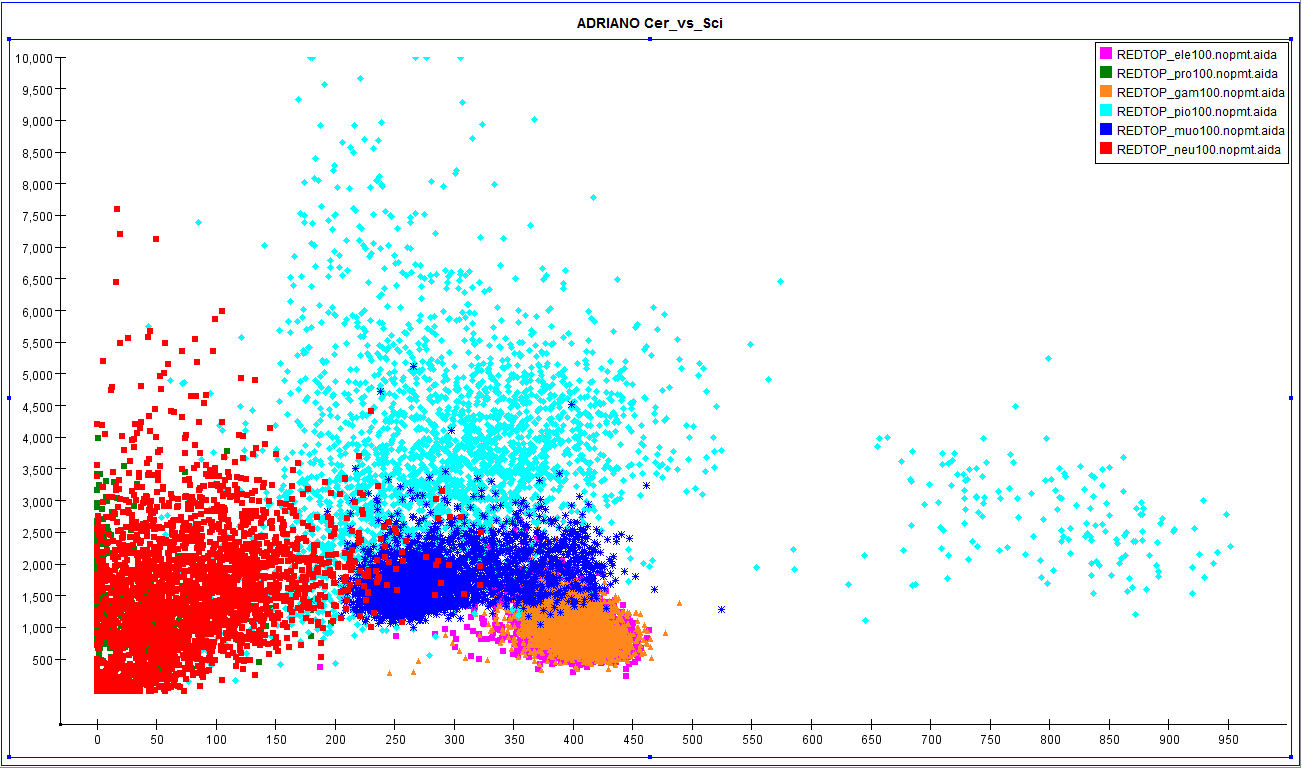 ADRIANO Cer_vs_Sci
REDTOP_ele100.nopmt.aida
REDTOP_pro100.nopmt.aida
REDTOP_gam100.nopmt.aida
REDTOP_pio100.nopmt.aida
REDTOP_muo100.nopmt.aida
REDTOP_neu100.nopmt.aida
10,000
9,500
9,000
8,500
8,000
7,500
7,000
6,500
6,000
5,500
5,000
4,500
4,000
3,500
3,000
2,500
2,000
1,500
1,000
500
0 50 100 150 200 250 300 350 400 450 500 550 600 650 700 750 800 850 900 950